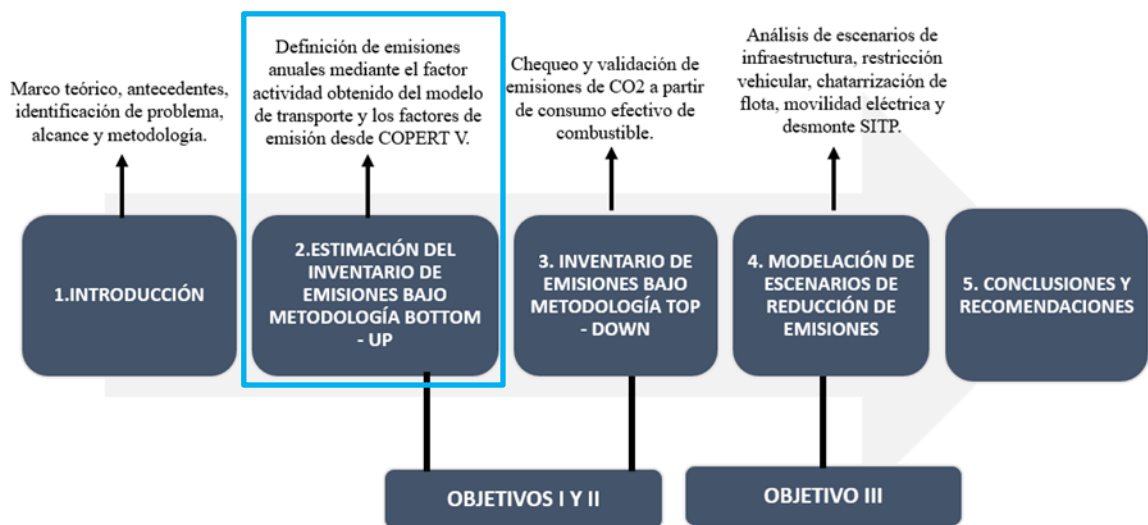 Marco teórico, antecedentes,
identificación de problema,
alcance y metodología.
Definición de emisiones
anuales mediante el factor
actividad obtenido del modelo
de transporte y los factores de
emisión desde COPERT V.
Chequeo y validación de
emisiones de CO2 a partir
de consumo efectivo de
combustible.
Análisis de escenarios de
infraestructura, restricción
vehicular, chatarrización de
flota, movilidad eléctrica y
desmonte SITP.
1.INTRODUCCIÓN
2.ESTIMACIÓN DEL
INVENTARIO DE
EMISIONES BAJO
METODOLOGÍA BOTTOM
- UP
3. INVENTARIO DE
EMISIONES BAJO
METODOLOGÍA TOP
- DOWN
4. MODELACIÓN DE
ESCENARIOS DE
REDUCCIÓN DE
EMISIONES
5. CONCLUSIONES Y
RECOMENDACIONES
OBJETIVOS I Y II
OBJETIVO III